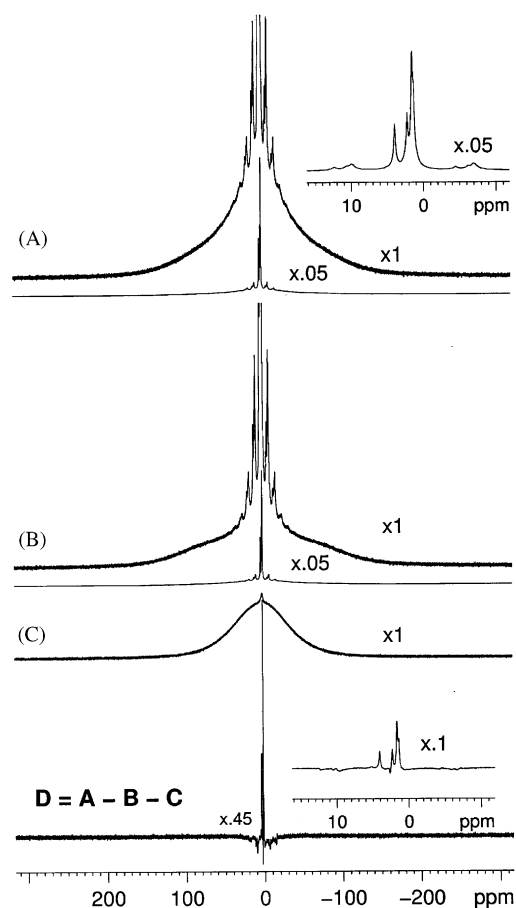 x.05
10 0 ppm
(A)
x1
x.05
x1
(B)
x.05
(C)
x1
x.1
D = A – B – C
10 0 ppm
x.45
200 100 0 –100 –200 ppm